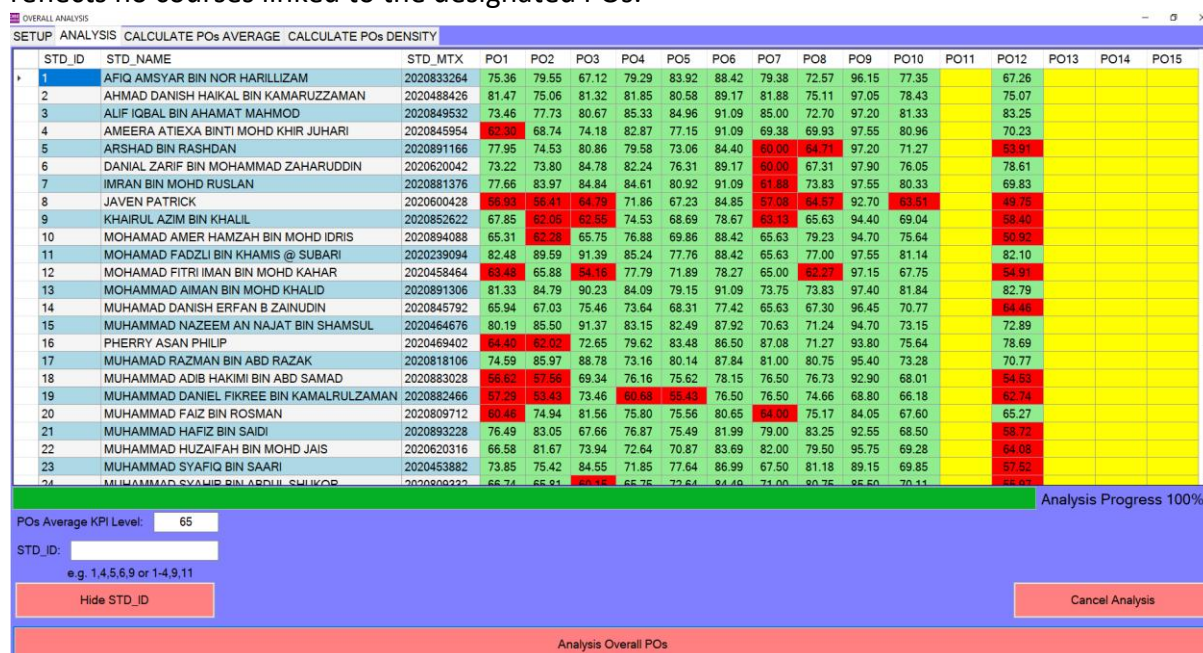 reflects no courses linked to the designated POs.
OVERALL ANALYSIS
SETUP ANALYSIS CALCULATE POs AVERAGE CALCULATE POs DENSITY
STD_ID STD_NAME STD_MTX PO1 PO2 PO3 PO4 PO5 PO6 PO7 PO8 PO9 PO10 PO11 PO12 PO13 PO14 PO15
1 AFIQ AMSYAR BIN NOR HARILLIZAM 2020833264 75.36 79.55 67.12 79.29 83.92 88.42 79.38 72.57 96.15 77.35 67.26
2 AHMAD DANISH HAIKAL BIN KAMARUZZAMAN 2020488426 81.47 75.06 81.32 81.85 80.58 89.17 81.88 75.11 97.05 78.43 75.07
3 ALIF IQBAL BIN AHAMAT MAHMOD 2020849532 73.46 77.73 80.67 85.33 84.96 91.09 85.00 72.70 97.20 81.33 83.25
4 AMEERA ATIEXA BINTI MOHD KHIR JUHARI 2020845954 62.30 68.74 74.18 82.87 77.15 91.09 69.38 69.93 97.55 80.96 70.23
5 ARSHAD BIN RASHDAN 2020891166 77.95 74.53 80.86 79.58 73.06 84.40 60.00 64.71 97.20 71.27 53.91
6 DANIAL ZARIF BIN MOHAMMAD ZAHARUDDIN 2020620042 73.22 73.80 84.78 82.24 76.31 89.17 60.00 67.31 97.90 76.05 78.61
7 IMRAN BIN MOHD RUSLAN 2020881376 77.66 83.97 84.84 84.61 80.92 91.09 61.88 73.83 97.55 80.33 69.83
8 JAVEN PATRICK 2020600428 56.93 56.41 64.79 71.86 67.23 84.85 57.08 64.57 92.70 63.51 49.75
9 KHAIRUL AZIM BIN KHALIL 2020852622 67.85 62.05 62.55 74.53 68.69 78.67 63.13 65.63 94.40 69.04 58.40
10 MOHAMAD AMER HAMZAH BIN MOHD IDRIS 2020894088 65.31 62.28 65.75 76.88 69.86 88.42 65.63 79.23 94.70 75.64 50.92
11 MOHAMAD FADZLI BIN KHAMIS @ SUBARI 2020239094 82.48 89.59 91.39 85.24 77.76 88.42 65.63 77.00 97.55 81.14 82.10
12 MOHAMAD FITRI IMAN BIN MOHD KAHAR 2020458464 63.48 65.88 54.16 77.79 71.89 78.27 65.00 62.27 97.15 67.75 54.91
13 MOHAMMAD AIMAN BIN MOHD KHALID 2020891306 81.33 84.79 90.23 84.09 79.15 91.09 73.75 73.83 97.40 81.84 82.79
14 MUHAMAD DANISH ERFAN B ZAINUDIN 2020845792 65.94 67.03 75.46 73.64 68.31 77.42 65.63 67.30 96.45 70.77 64.46
15 MUHAMMAD NAZEEM AN NAJAT BIN SHAMSUL 2020464676 80.19 85.50 91.37 83.15 82.49 87.92 70.63 71.24 94.70 73.15 72.89
16 PHERRY ASAN PHILIP 2020469402 64.40 62.02 72.65 79.62 83.48 86.50 87.08 71.27 93.80 75.64 78.69
17 MUHAMAD RAZMAN BIN ABD RAZAK 2020818106 74.59 85.97 88.78 73.16 80.14 87.84 81.00 80.75 95.40 73.28 70.77
18 MUHAMMAD ADIB HAKIMI BIN ABD SAMAD 2020883028 56.62 57.56 69.34 76.16 75.62 78.15 76.50 76.73 92.90 68.01 54.53
19 MUHAMMAD DANIEL FIKREE BIN KAMALRULZAMAN 2020882466 57.29 53.43 73.46 60.68 55.43 76.50 76.50 74.66 68.80 66.18 62.74
20 MUHAMMAD FAIZ BIN ROSMAN 2020809712 60.46 74.94 81.56 75.80 75.56 80.65 64.00 75.17 84.05 67.60 65.27
21 MUHAMMAD HAFIZ BIN SAIDI 2020893228 76.49 83.05 67.66 76.87 75.49 81.99 79.00 83.25 92.55 68.50 58.72
22 MUHAMMAD HUZAIFAH BIN MOHD JAIS 2020620316 66.58 81.67 73.94 72.64 70.87 83.69 82.00 79.50 95.75 69.28 64.08
23 MUHAMMAD SYAFIQ BIN SAARI 2020453882 73.85 75.42 84.55 71.85 77.64 86.99 67.50 81.18 89.15 69.85 57.52
24 MUHAMMAD SYAHIR BIN ABDUL SHUKOR 2020809332 66.74 65.81 60.15 65.75 72.64 84.49 71.00 80.75 85.50 70.11
Analysis Progress 100%
POs Average KPI Level: 65
STD_ID:
e.g. 1,4,5,6,9 or 1-4,9,11
Hide STD_ID
Cancel Analysis
Analysis Overall POs